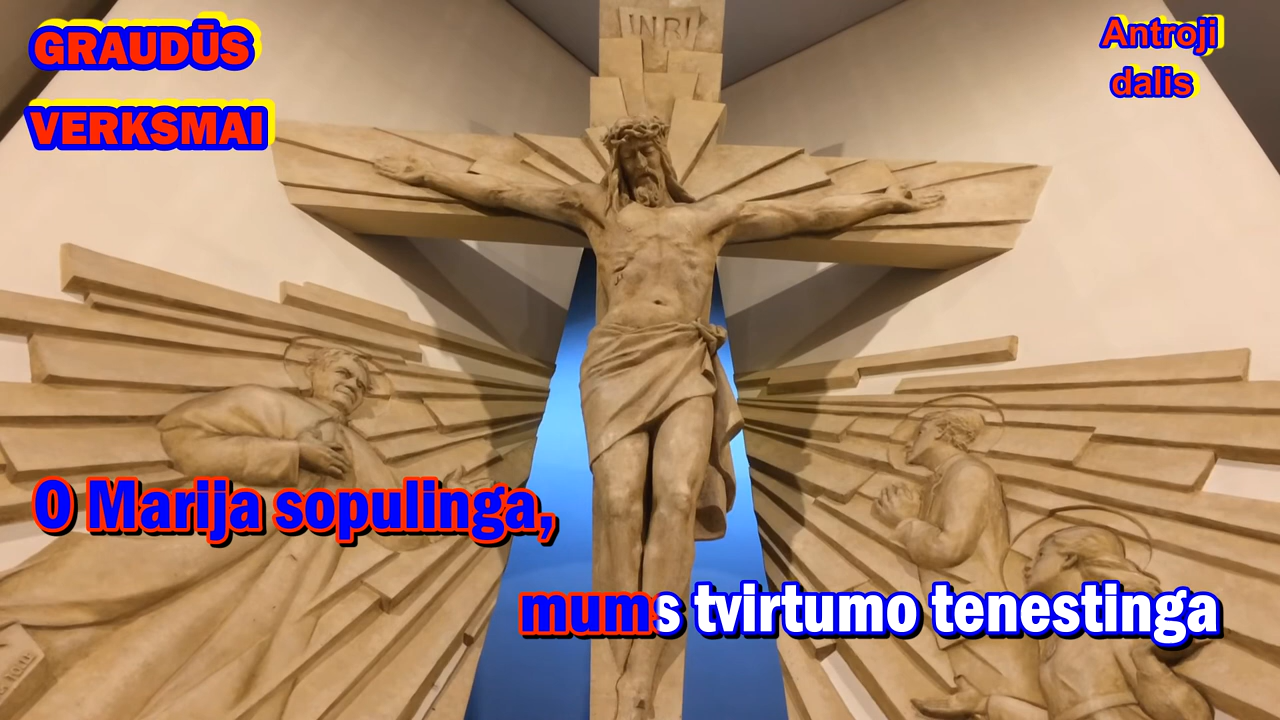 GRAUDŪS
VERKSMAI
Antroji
dalis
INRI
O Marija sopulinga,
mums tvirtumo tenestinga